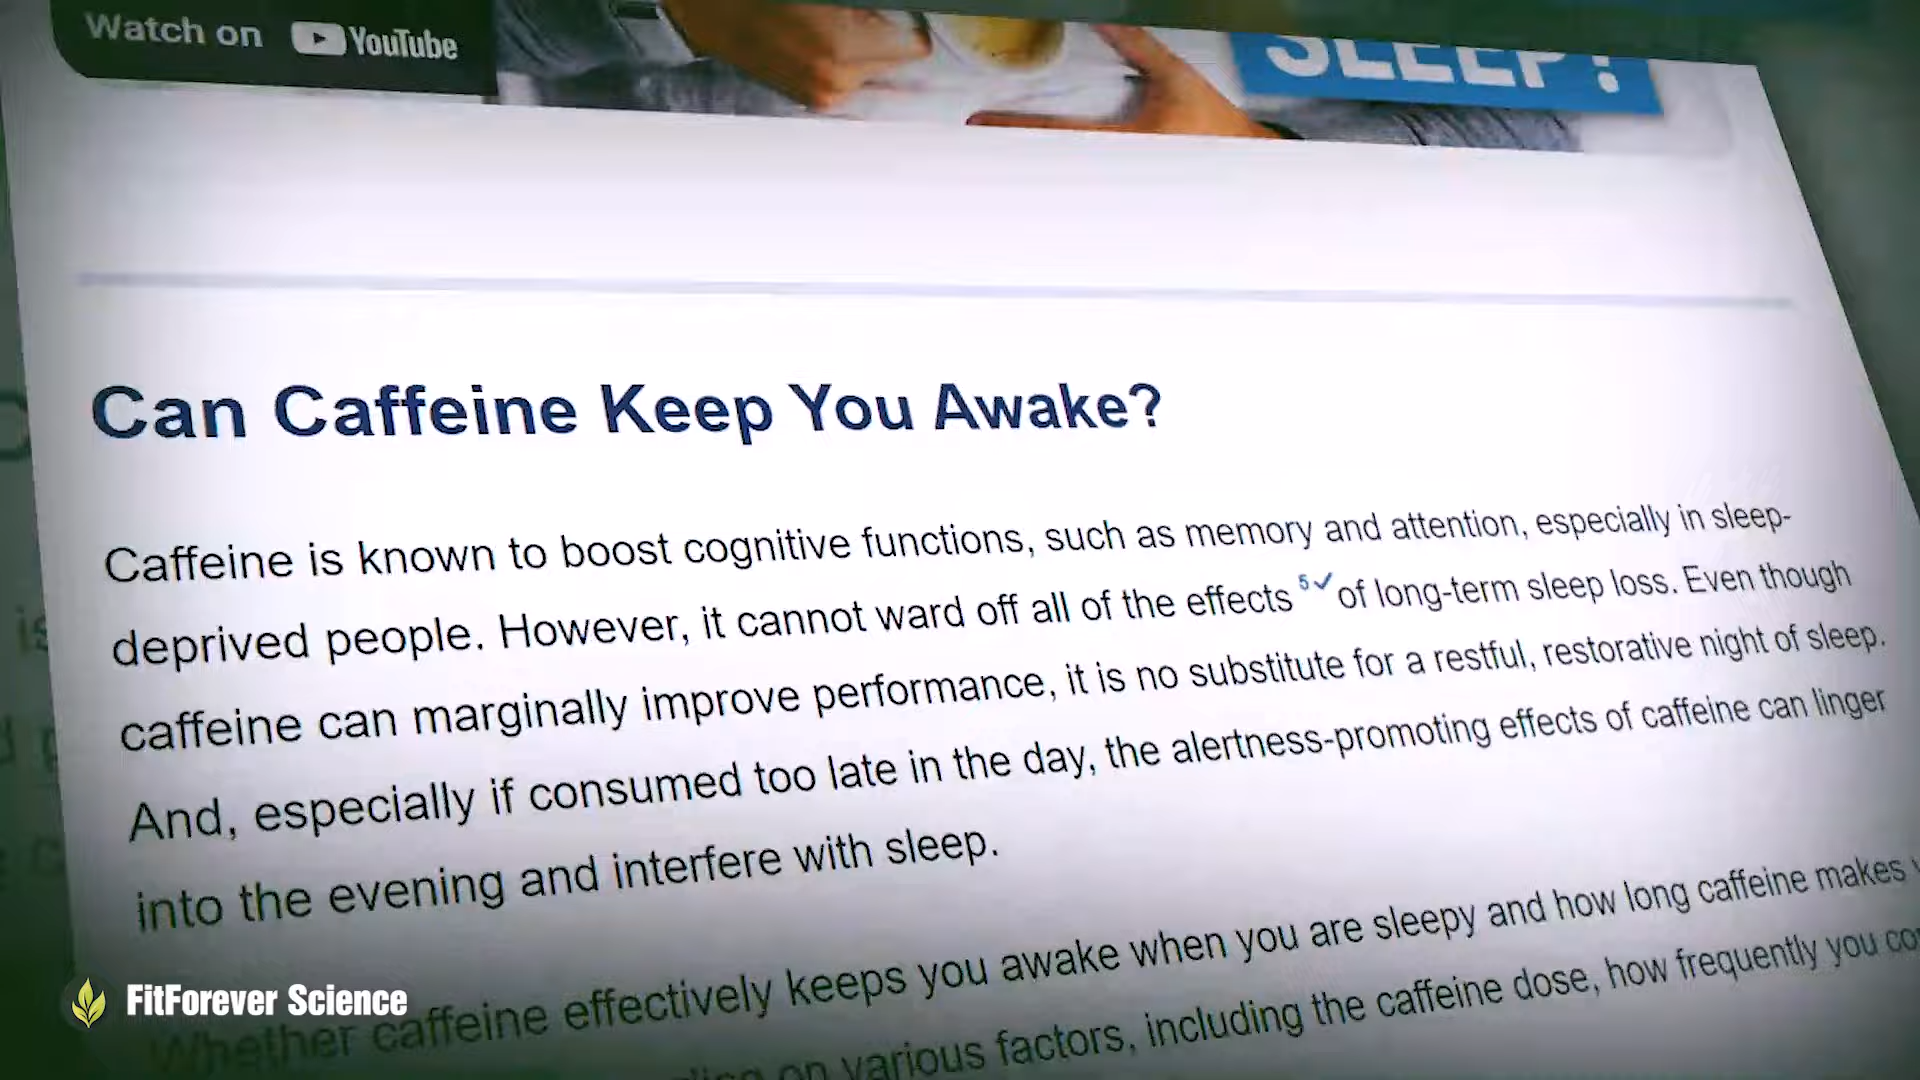 Watch on YouTube
SLEEP?
Can Caffeine Keep You Awake?
Caffeine is known to boost cognitive functions, such as memory and attention, especially in sleep-
deprived people. However, it cannot ward off all of the effects 5 of long-term sleep loss. Even though
caffeine can marginally improve performance, it is no substitute for a restful, restorative night of sleep.
And, especially if consumed too late in the day, the alertness-promoting effects of caffeine can linger
into the evening and interfere with sleep.
Whether caffeine effectively keeps you awake when you are sleepy and how long caffeine makes
on various factors, including the caffeine dose, how frequently you
FitForever Science